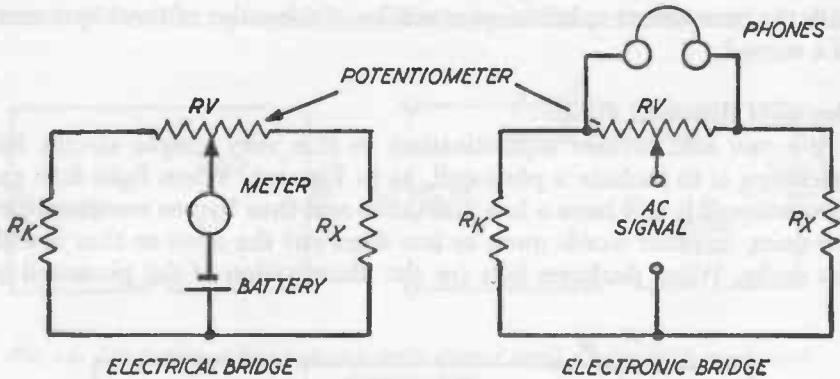 PHONES
POTENTIOMETER
RV
RV
RK
METER
RX
RK
AC
SIGNAL
RX
BATTERY
ELECTRICAL BRIDGE
ELECTRONIC BRIDGE